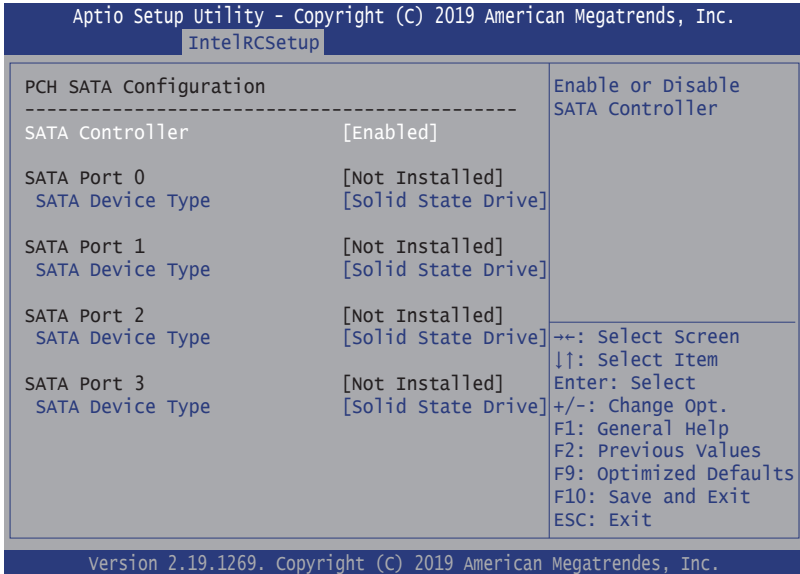 Aptio Setup Utility - Copyright (C) 2019 American Megatrends, Inc.
IntelRCSetup
PCH SATA Configuration
---------------------------------------------
SATA Controller [Enabled]
SATA Port 0 [Not Installed]
SATA Device Type [Solid State Drive]
SATA Port 1 [Not Installed]
SATA Device Type [Solid State Drive]
SATA Port 2 [Not Installed]
SATA Device Type [Solid State Drive]
SATA Port 3 [Not Installed]
SATA Device Type [Solid State Drive]
Enable or Disable
SATA Controller
→←: Select Screen
↓↑: Select Item
Enter: Select
+/-: Change Opt.
F1: General Help
F2: Previous Values
F9: Optimized Defaults
F10: Save and Exit
ESC: Exit
Version 2.19.1269. Copyright (C) 2019 American Megatrendes, Inc.